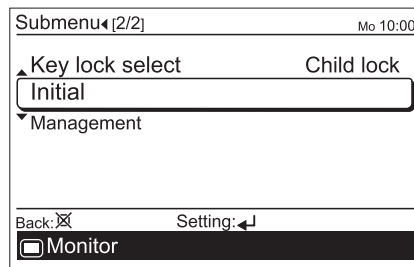 Submenu [2/2] Mo 10:00
Key lock select Child lock
Initial
Management
Back: Setting:
Monitor